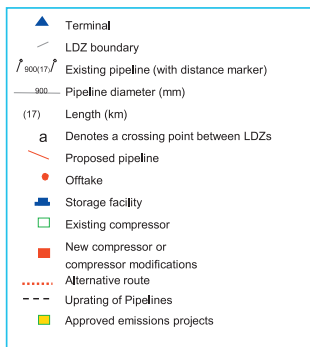 Terminal
LDZ boundary
900(17) Existing pipeline (with distance marker)
900 Pipeline diameter (mm)
(17) Length (km)
a Denotes a crossing point between LDZs
Proposed pipeline
Offtake
Storage facility
Existing compressor
New compressor or
compressor modifications
Alternative route
Uprating of Pipelines
Approved emissions projects